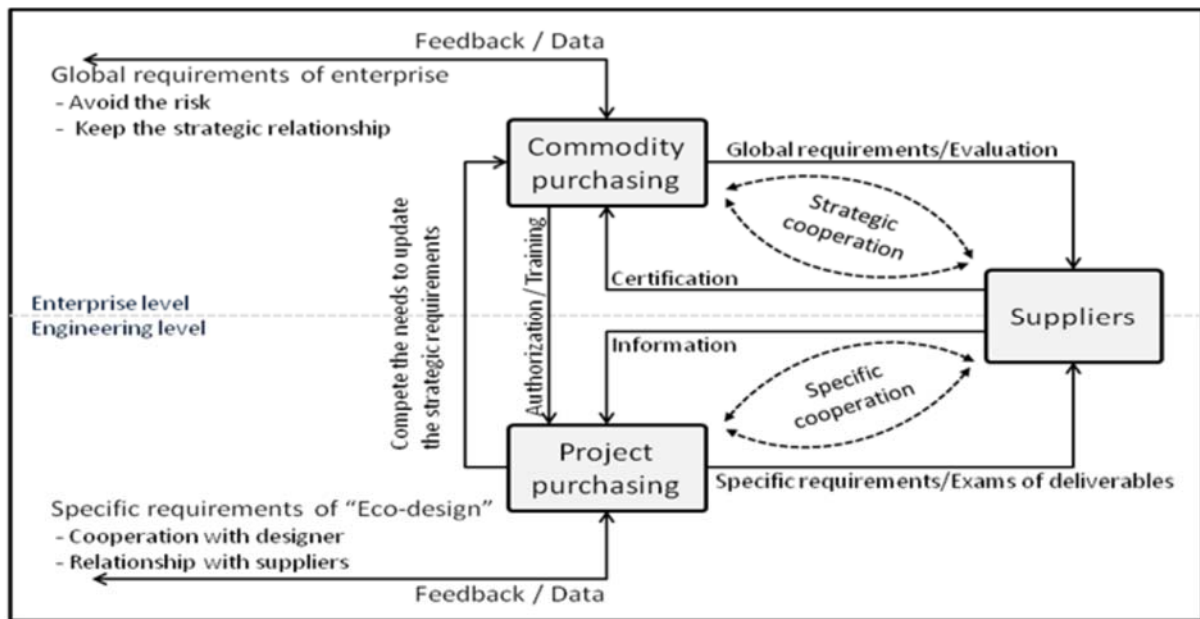 Feedback / Data
Global requirements of enterprise
- Avoid the risk
- Keep the strategic relationship
Commodity
purchasing
Global requirements/Evaluation
Strategic
cooperation
Certification
Compete the needs to update
the strategic requirements
Authorization / Training
Enterprise level
Engineering level
Suppliers
Information
Specific
cooperation
Project
purchasing
Specific requirements/Exams of deliverables
Specific requirements of “Eco-design”
- Cooperation with designer
- Relationship with suppliers
Feedback / Data